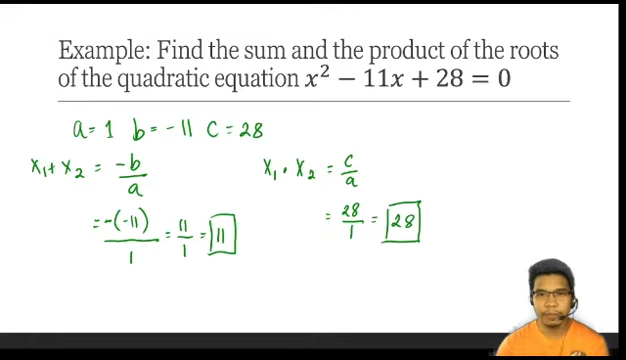 Example: Find the sum and the product of the roots
of the quadratic equation x² − 11x + 28 = 0
a = 1 b = −11 c = 28
x₁ + x₂ = −b/a
= −(−11)/1 = 11/1 = 11
x₁ · x₂ = c/a
= 28/1 = 28